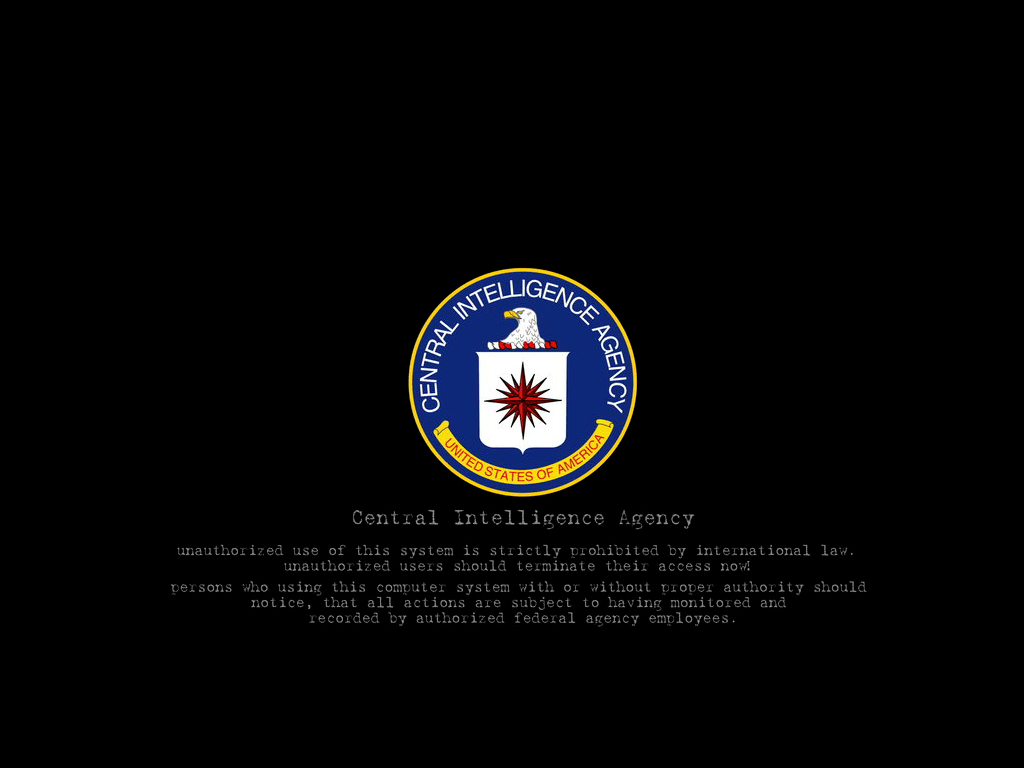 CENTRAL INTELLIGENCE AGENCY
UNITED STATES OF AMERICA
Central Intelligence Agency
unauthorized use of this system is strictly prohibited by international law.
unauthorized users should terminate their access now!
persons who using this computer system with or without proper authority should
notice, that all actions are subject to having monitored and
recorded by authorized federal agency employees.